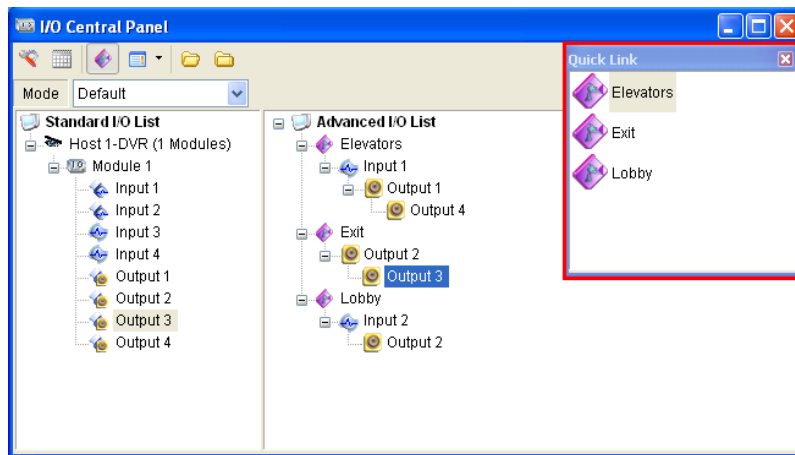 I/O Central Panel
Mode Default
Standard I/O List
Host 1-DVR (1 Modules)
Module 1
Input 1
Input 2
Input 3
Input 4
Output 1
Output 2
Output 3
Output 4
Advanced I/O List
Elevators
Input 1
Output 1
Output 4
Exit
Output 2
Output 3
Lobby
Input 2
Output 2
Quick Link
Elevators
Exit
Lobby